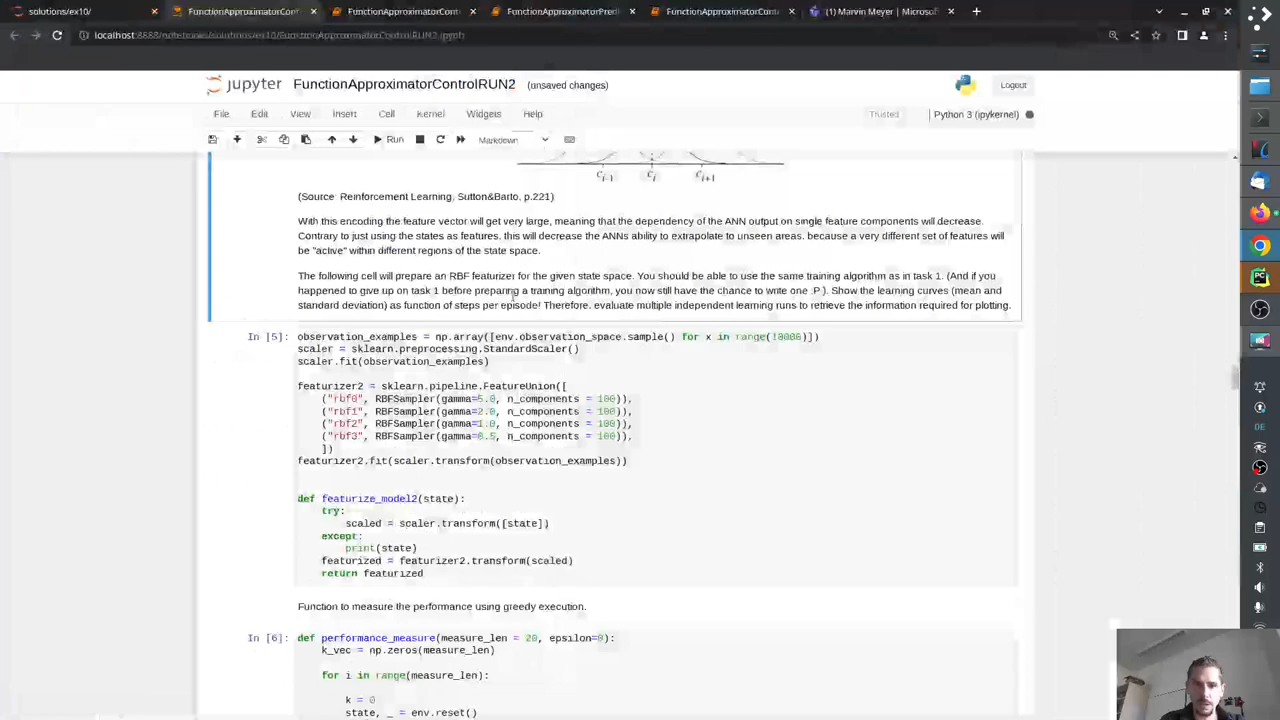 solutions/ex10/
FunctionApproximatorCont
FunctionApproximatorCont
FunctionApproximatorPredi
FunctionApproximatorCont
(1) Marvin Meyer | Microsoft
localhost:8888/notebooks/solutions/ex10/FunctionApproximatorControlRUN2.ipynb
jupyter FunctionApproximatorControlRUN2 (unsaved changes)
Logout
File Edit View Insert Cell Kernel Widgets Help
Trusted
Python 3 (ipykernel)
Run
Markdown
c i-1 c i c i+1
(Source: Reinforcement Learning, Sutton&Barto, p.221)
With this encoding the feature vector will get very large, meaning that the dependency of the ANN output on single feature components will decrease.
Contrary to just using the states as features, this will decrease the ANNs ability to extrapolate to unseen areas, because a very different set of features will
be "active" within different regions of the state space.
The following cell will prepare an RBF featurizer for the given state space. You should be able to use the same training algorithm as in task 1. (And if you
happened to give up on task 1 before preparing a training algorithm, you now still have the chance to write one :P ). Show the learning curves (mean and
standard deviation) as function of steps per episode! Therefore, evaluate multiple independent learning runs to retrieve the information required for plotting.
In [5]: observation_examples = np.array([env.observation_space.sample() for x in range(10000)])
scaler = sklearn.preprocessing.StandardScaler()
scaler.fit(observation_examples)
featurizer2 = sklearn.pipeline.FeatureUnion([
("rbf0", RBFSampler(gamma=5.0, n_components = 100)),
("rbf1", RBFSampler(gamma=2.0, n_components = 100)),
("rbf2", RBFSampler(gamma=1.0, n_components = 100)),
("rbf3", RBFSampler(gamma=0.5, n_components = 100)),
])
featurizer2.fit(scaler.transform(observation_examples))
def featurize_model2(state):
try:
scaled = scaler.transform([state])
except:
print(state)
featurized = featurizer2.transform(scaled)
return featurized
Function to measure the performance using greedy execution.
In [6]: def performance_measure(measure_len = 20, epsilon=0):
k_vec = np.zeros(measure_len)
for i in range(measure_len):
k = 0
state, _ = env.reset()
DE